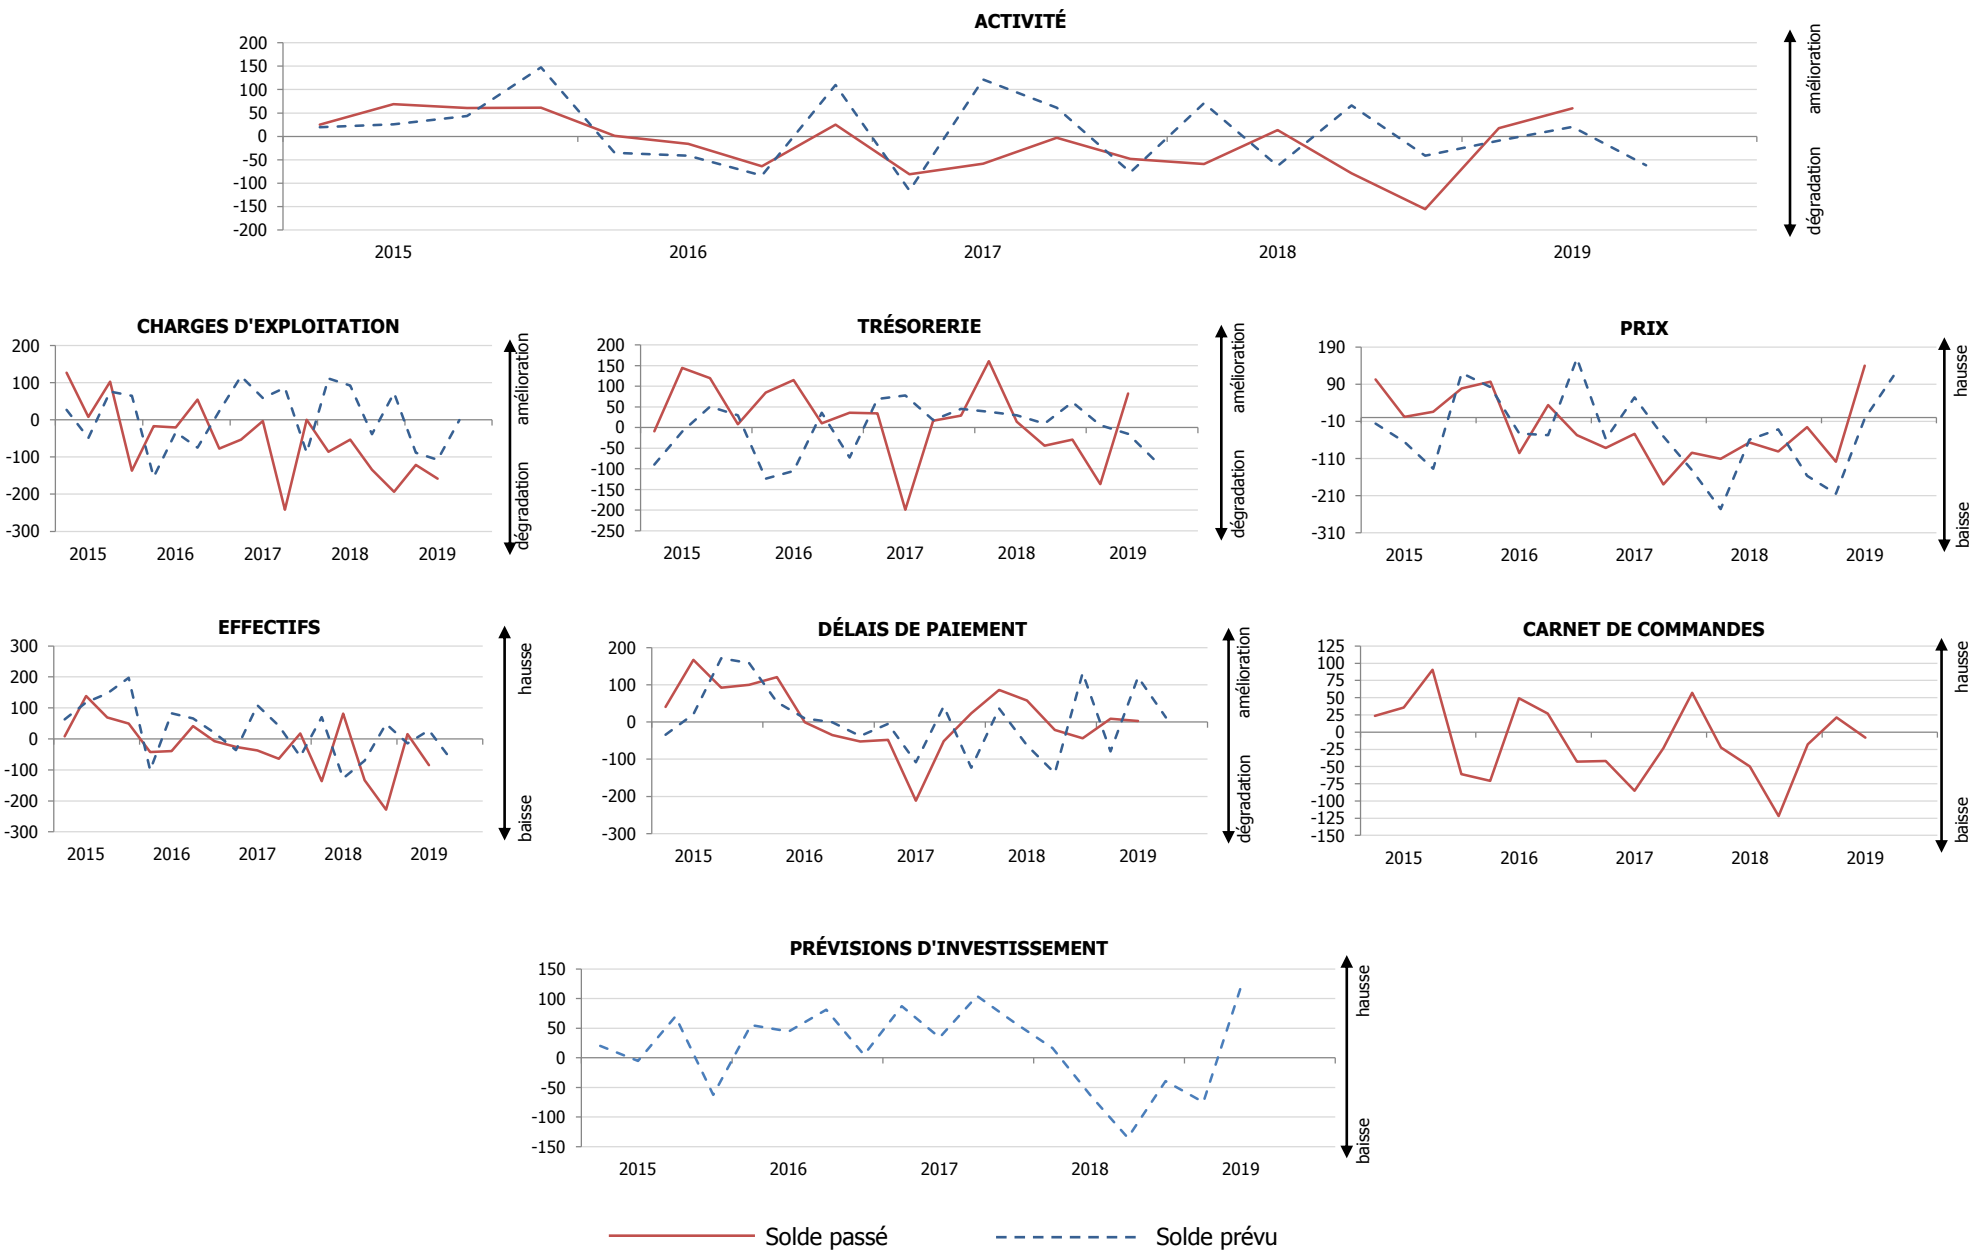 ACTIVITÉ
200
150
100
50
0
-50
-100
-150
-200
2015 2016 2017 2018 2019
amélioration
dégradation
CHARGES D'EXPLOITATION
200
100
0
-100
-200
-300
2015 2016 2017 2018 2019
amélioration
dégradation
TRÉSORERIE
200
150
100
50
0
-50
-100
-150
-200
-250
2015 2016 2017 2018 2019
amélioration
dégradation
PRIX
190
90
-10
-110
-210
-310
2015 2016 2017 2018 2019
hausse
baisse
EFFECTIFS
300
200
100
0
-100
-200
-300
2015 2016 2017 2018 2019
hausse
baisse
DÉLAIS DE PAIEMENT
200
100
0
-100
-200
-300
2015 2016 2017 2018 2019
amélioration
dégradation
CARNET DE COMMANDES
125
100
75
50
25
0
-25
-50
-75
-100
-125
-150
2015 2016 2017 2018 2019
hausse
baisse
PRÉVISIONS D'INVESTISSEMENT
150
100
50
0
-50
-100
-150
2015 2016 2017 2018 2019
hausse
baisse
Solde passé Solde prévu